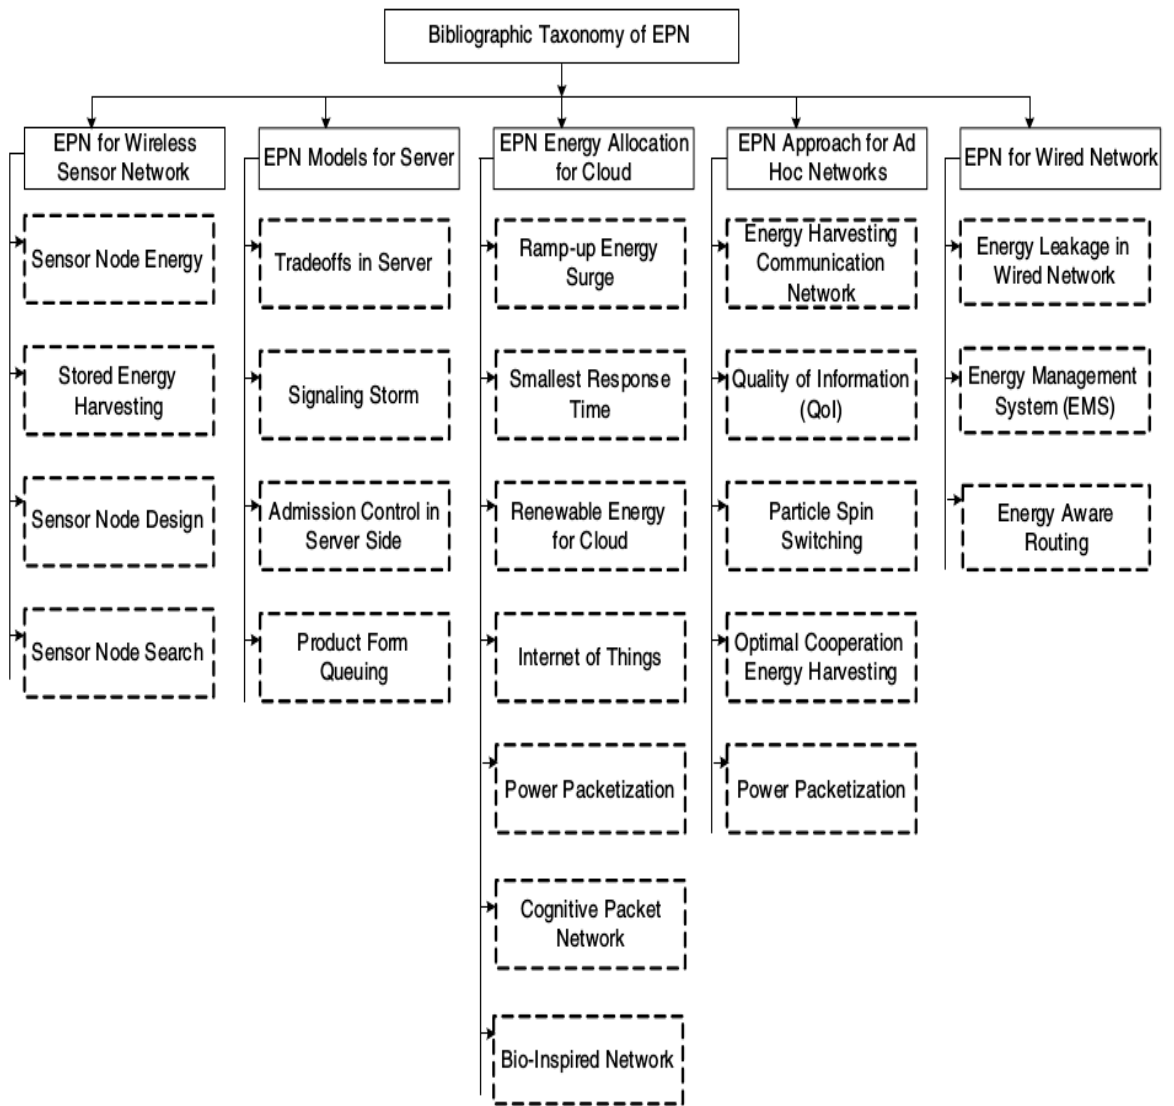 Bibliographic Taxonomy of EPN
EPN for Wireless
Sensor Network
Sensor Node Energy
Stored Energy
Harvesting
Sensor Node Design
Sensor Node Search
EPN Models for Server
Tradeoffs in Server
Signaling Storm
Admission Control in
Server Side
Product Form
Queuing
EPN Energy Allocation
for Cloud
Ramp-up Energy
Surge
Smallest Response
Time
Renewable Energy
for Cloud
Internet of Things
Power Packetization
Cognitive Packet
Network
Bio-Inspired Network
EPN Approach for Ad
Hoc Networks
Energy Harvesting
Communication
Network
Quality of Information
(QoI)
Particle Spin
Switching
Optimal Cooperation
Energy Harvesting
Power Packetization
EPN for Wired Network
Energy Leakage in
Wired Network
Energy Management
System (EMS)
Energy Aware
Routing